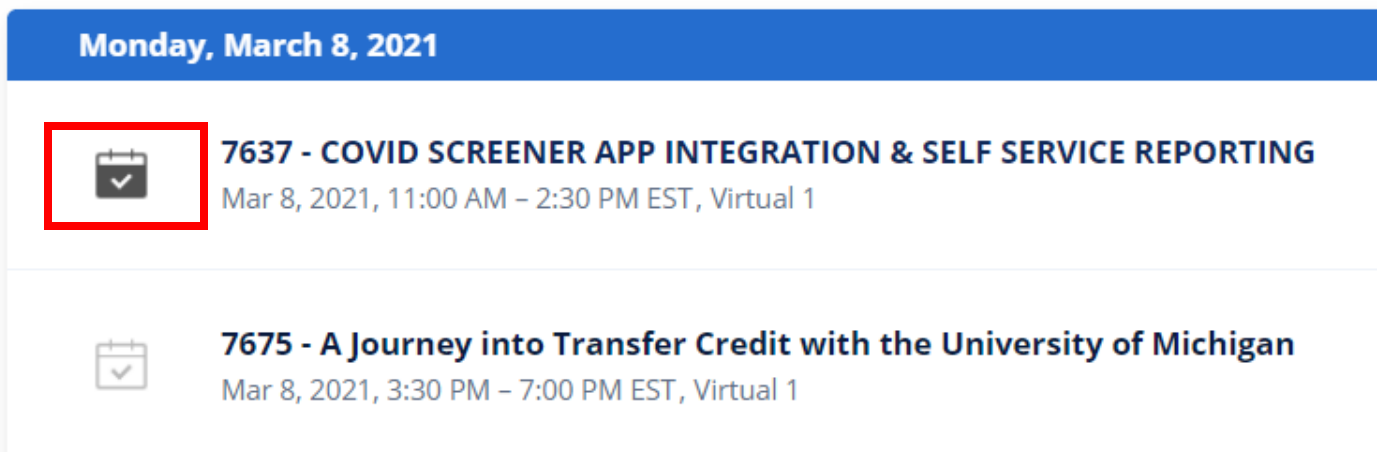 Monday, March 8, 2021
7637 - COVID SCREENER APP INTEGRATION & SELF SERVICE REPORTING
Mar 8, 2021, 11:00 AM – 2:30 PM EST, Virtual 1
7675 - A Journey into Transfer Credit with the University of Michigan
Mar 8, 2021, 3:30 PM – 7:00 PM EST, Virtual 1